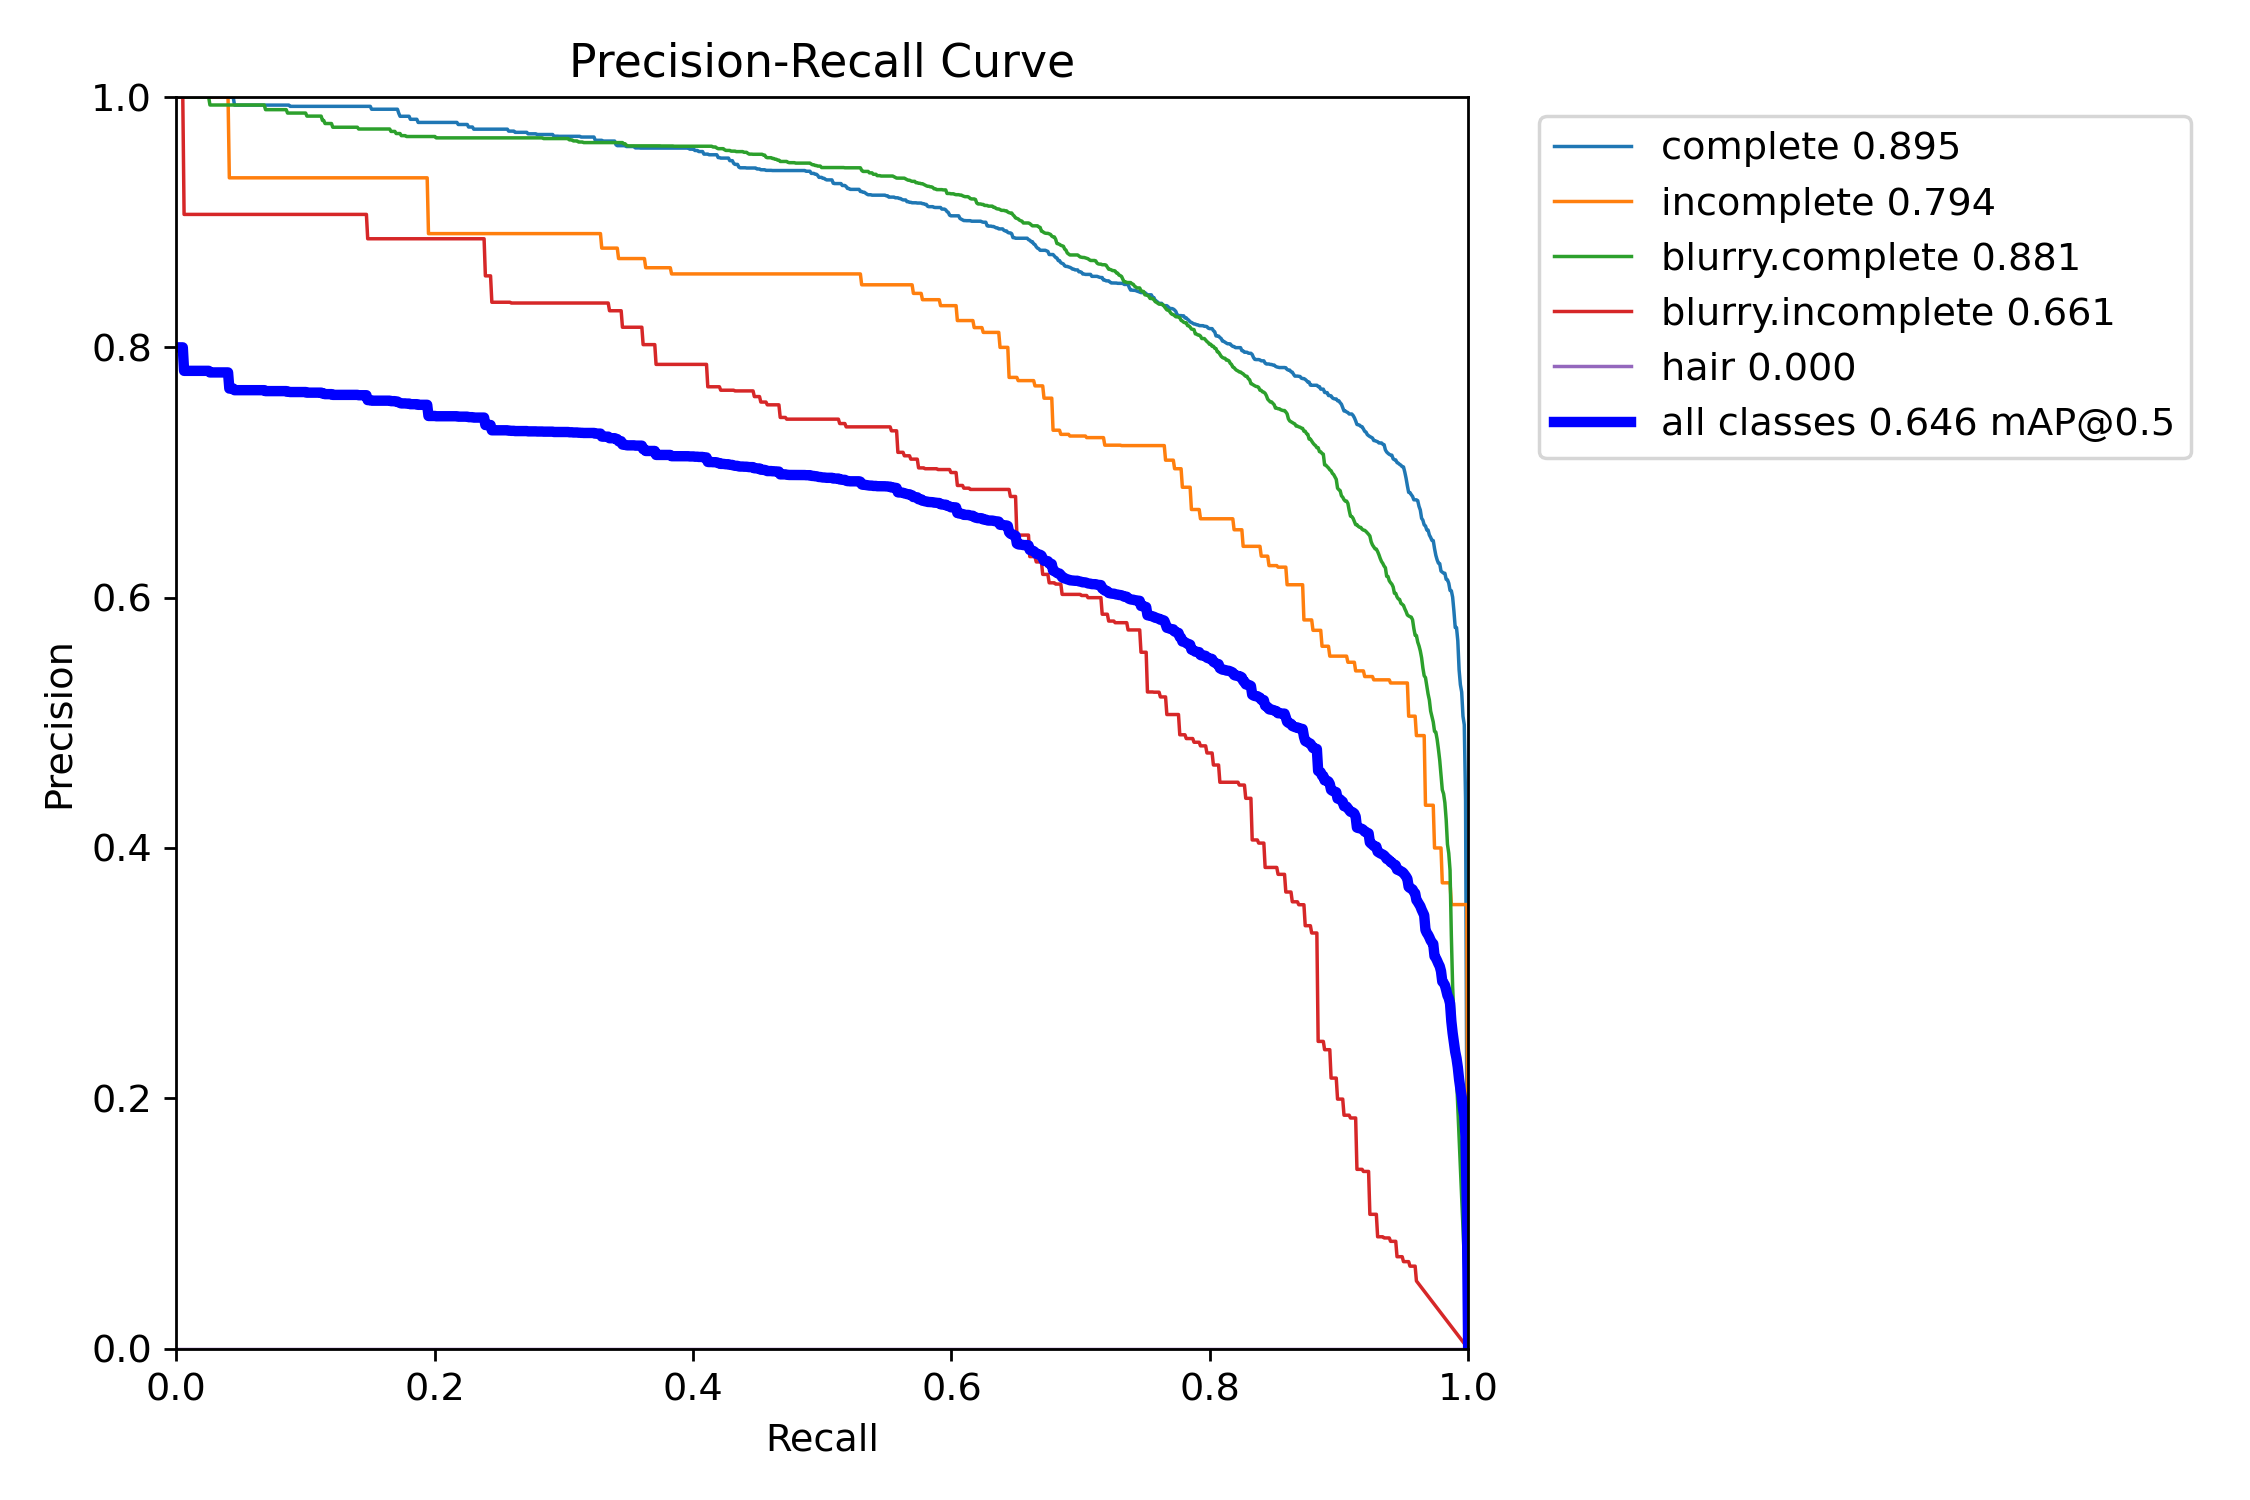 Precision-Recall Curve
1.0
0.8
0.6
0.4
0.2
0.0
Precision
0.0 0.2 0.4 0.6 0.8 1.0
Recall
complete 0.895
incomplete 0.794
blurry.complete 0.881
blurry.incomplete 0.661
hair 0.000
all classes 0.646 mAP@0.5